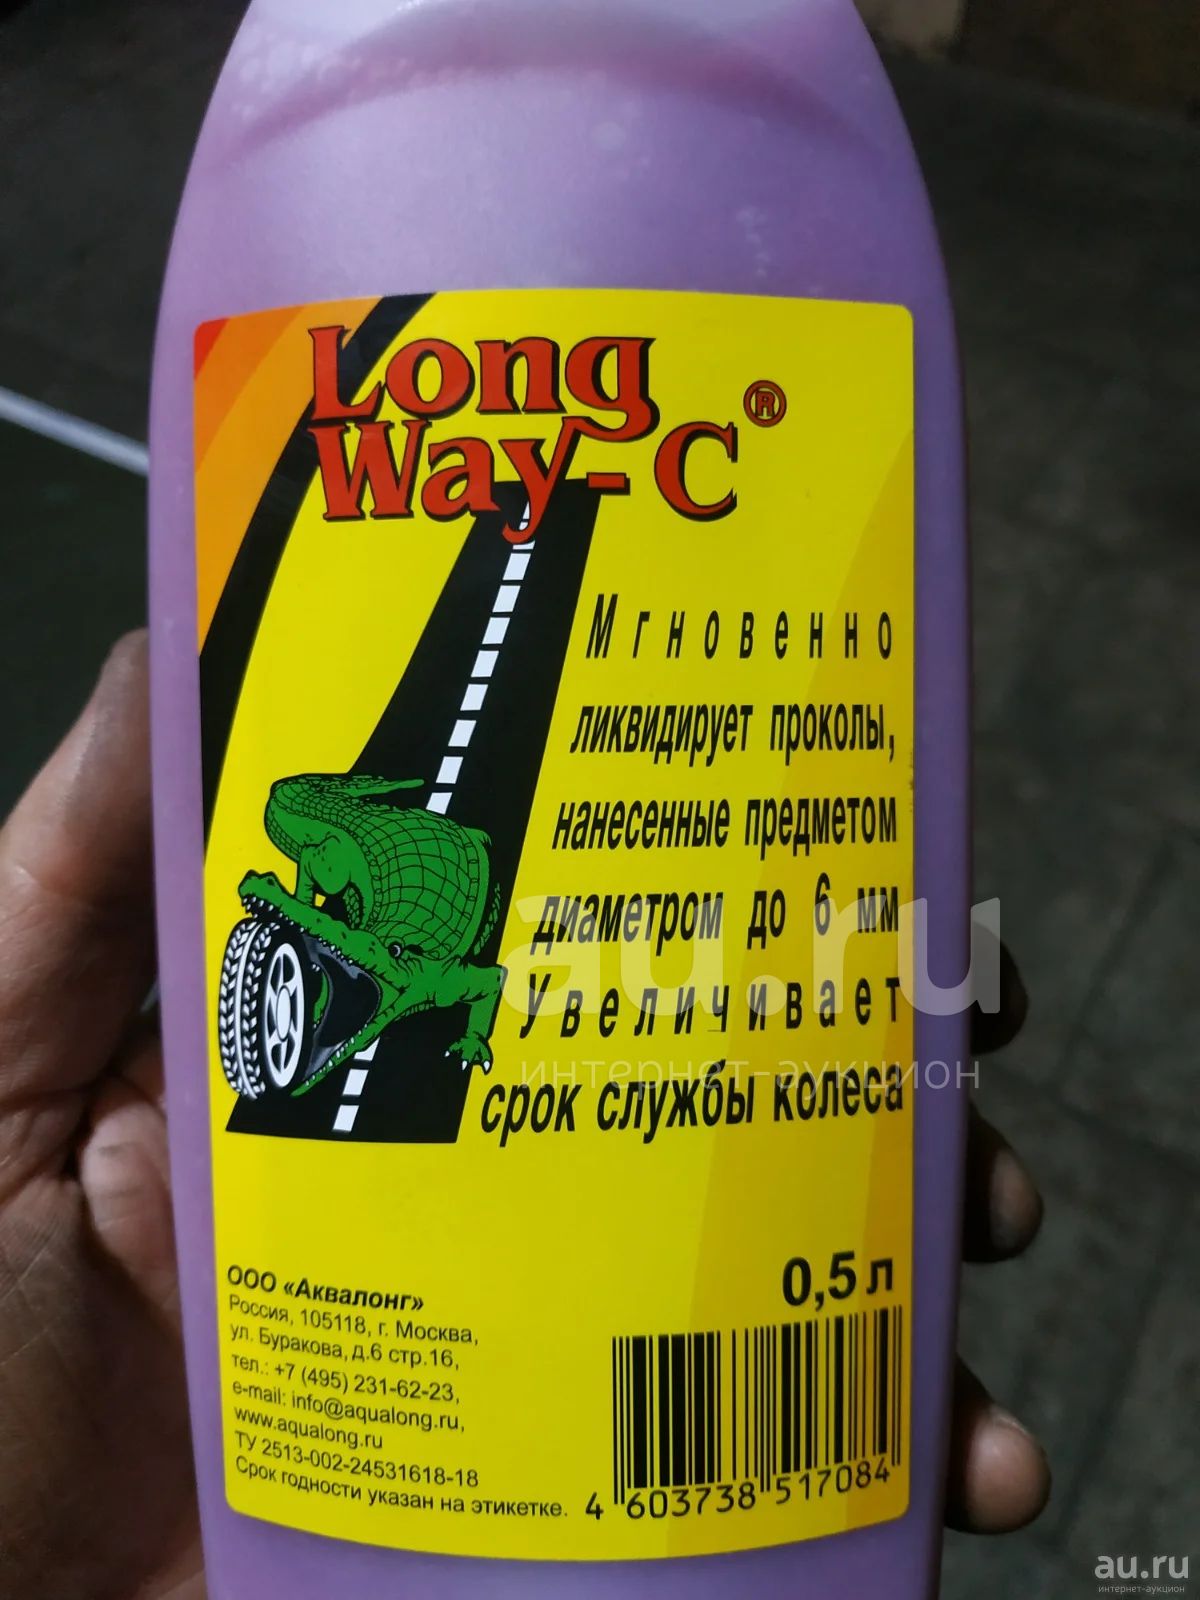 Long
Way-C®
Мгновенно
ликвидирует проколы,
нанесенные предметом
диаметром до 6 мм
Увеличивает
срок службы колеса
au.ru
интернет-аукцион
0,5 л
ООО «Аквалонг»
Россия, 105118, г. Москва,
ул. Буракова, д.6 стр.16,
тел.: +7 (495) 231-62-23,
e-mail: info@aqualong.ru,
www.aqualong.ru
ТУ 2513-002-24531618-18
Срок годности указан на этикетке.
4 603738 517084
au.ru
интернет-аукцион